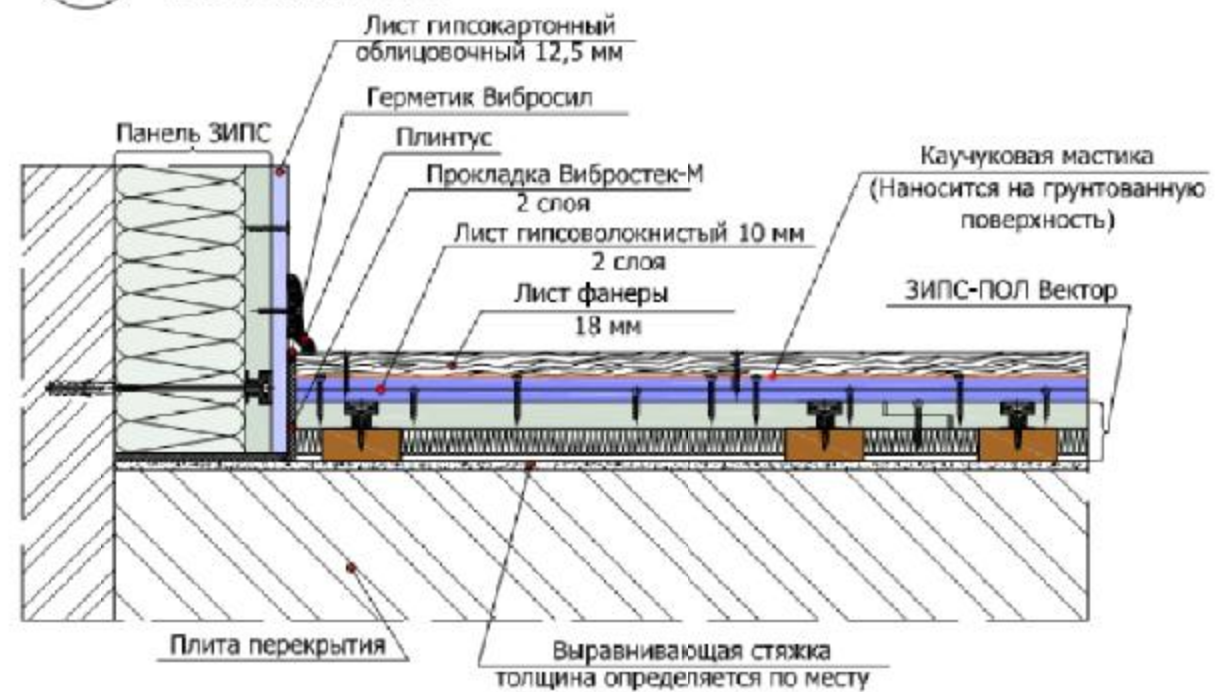 Лист гипсокартонный
облицовочный 12,5 мм
Герметик Вибросил
Панель ЗИПС
Плинтус
Прокладка Вибростек-М
2 слоя
Каучуковая мастика
(Наносится на грунтованную
поверхность)
Лист гипсоволокнистый 10 мм
2 слоя
Лист фанеры
18 мм
ЗИПС-ПОЛ Вектор
Плита перекрытия
Выравнивающая стяжка
толщина определяется по месту